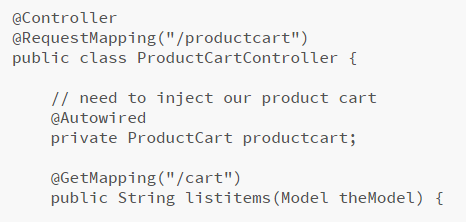 @Controller
@RequestMapping("/productcart")
public class ProductCartController {
// need to inject our product cart
@Autowired
private ProductCart productcart;
@GetMapping("/cart")
public String listitems(Model theModel) {